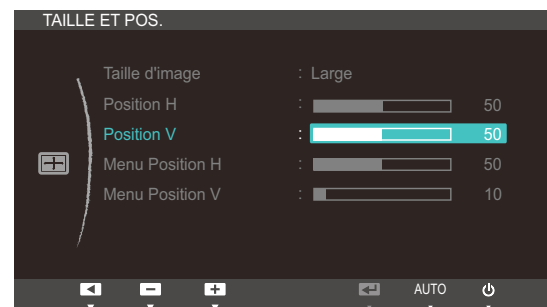 TAILLE ET POS.
Taille d'image : Large
Position H : 50
Position V : 50
Menu Position H : 50
Menu Position V : 10
AUTO